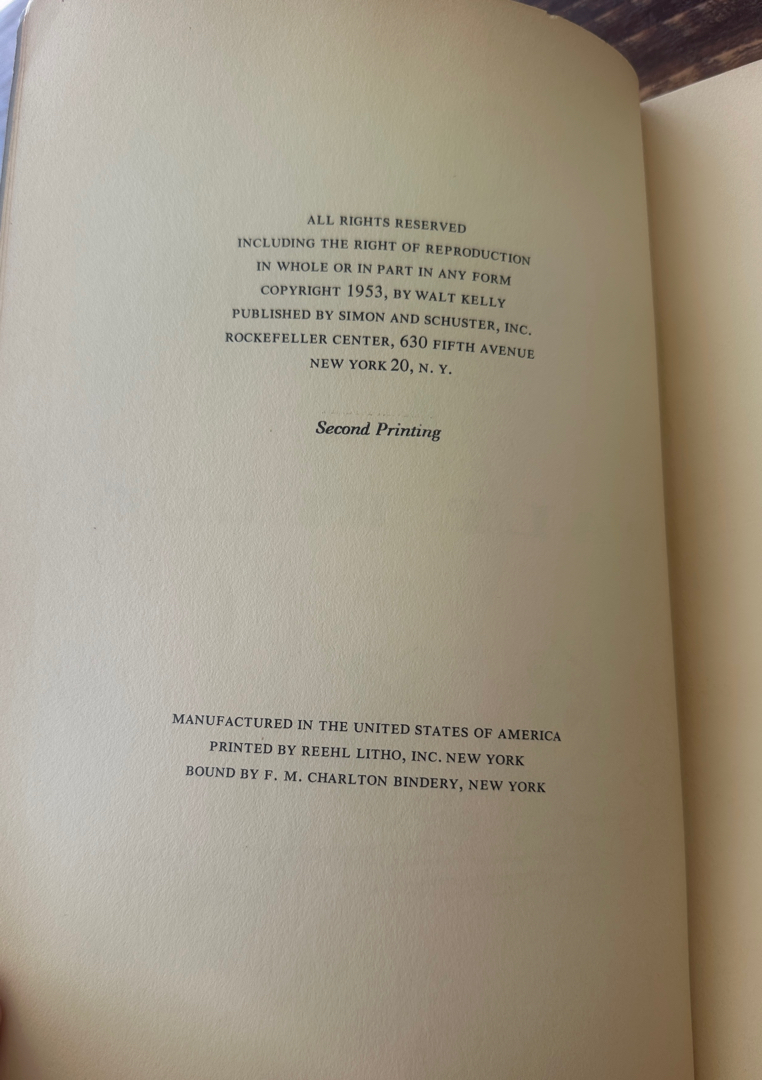 ALL RIGHTS RESERVED
INCLUDING THE RIGHT OF REPRODUCTION
IN WHOLE OR IN PART IN ANY FORM
COPYRIGHT 1953, BY WALT KELLY
PUBLISHED BY SIMON AND SCHUSTER, INC.
ROCKEFELLER CENTER, 630 FIFTH AVENUE
NEW YORK 20, N. Y.
Second Printing
MANUFACTURED IN THE UNITED STATES OF AMERICA
PRINTED BY REEHL LITHO, INC. NEW YORK
BOUND BY F. M. CHARLTON BINDERY, NEW YORK